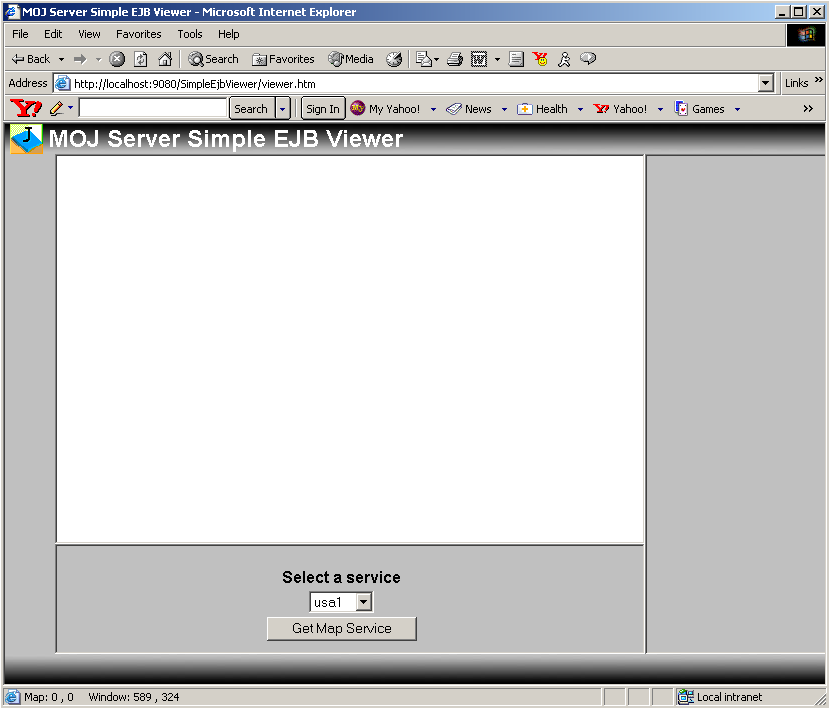 MOJ Server Simple EJB Viewer - Microsoft Internet Explorer
File Edit View Favorites Tools Help
Back Search Favorites Media
Address http://localhost:9080/SimpleEjbViewer/viewer.htm Links »
Y! Search Sign In My Yahoo! News Health Y! Yahoo! Games »
J MOJ Server Simple EJB Viewer
Select a service
usa1
Get Map Service
Map: 0 , 0 Window: 589 , 324 Local intranet